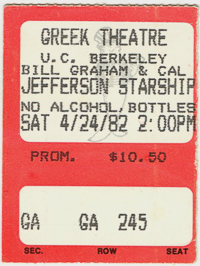 GREEK THEATRE
U.C. BERKELEY
BILL GRAHAM & CAL
JEFFERSON STARSHIP
NO ALCOHOL, BOTTLES
SAT 4/24/82 2:00PM
PROM. $10.50
GA GA 245
SEC. ROW SEAT